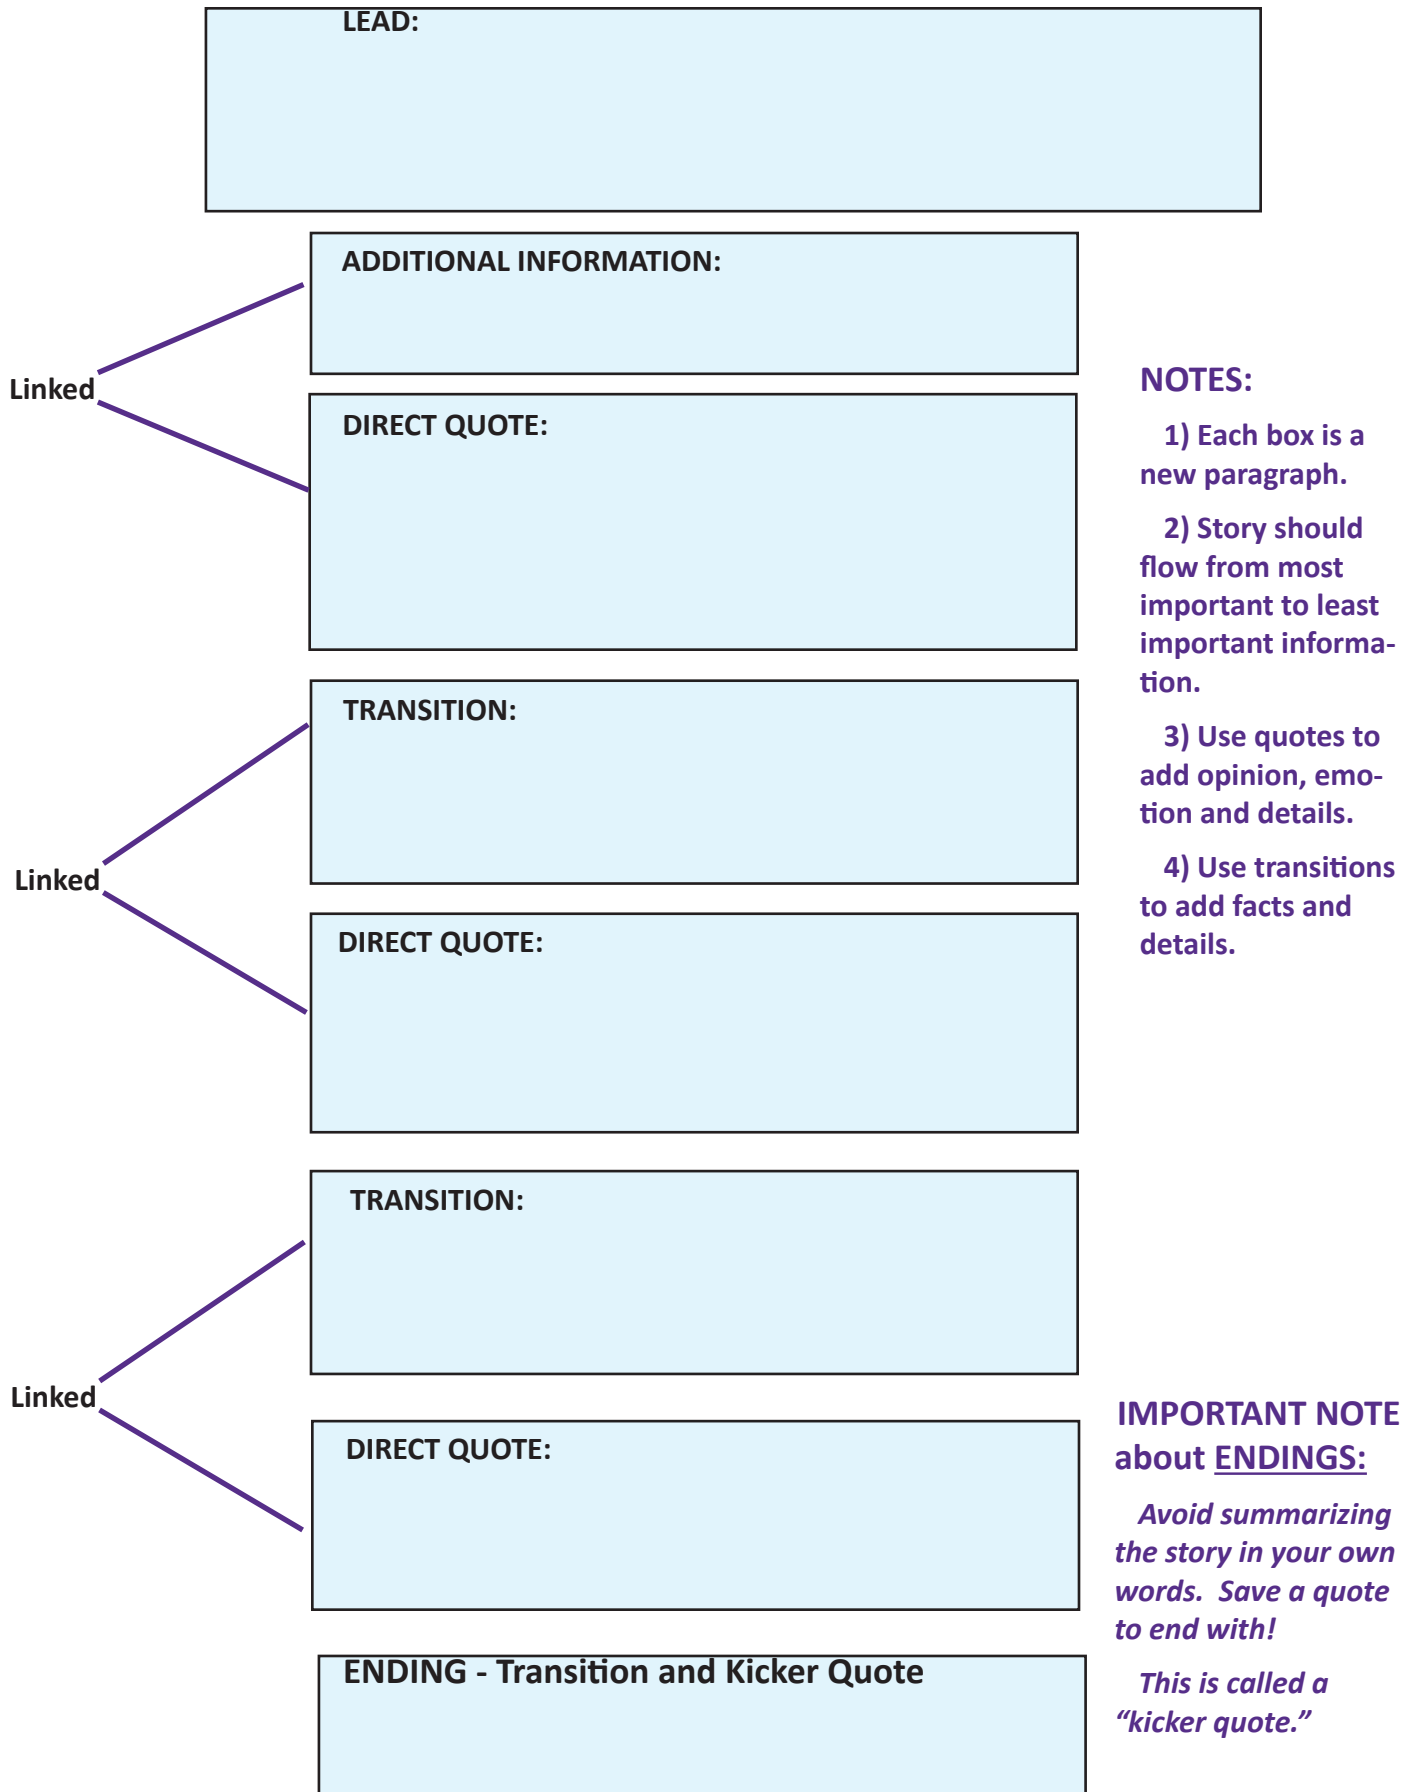 LEAD:
ADDITIONAL INFORMATION:
Linked
DIRECT QUOTE:
TRANSITION:
Linked
DIRECT QUOTE:
TRANSITION:
Linked
DIRECT QUOTE:
ENDING - Transition and Kicker Quote
NOTES:
1) Each box is a
new paragraph.
2) Story should
flow from most
important to least
important informa-
tion.
3) Use quotes to
add opinion, emo-
tion and details.
4) Use transitions
to add facts and
details.
IMPORTANT NOTE
about ENDINGS:
Avoid summarizing
the story in your own
words.  Save a quote
to end with!
This is called a
“kicker quote.”